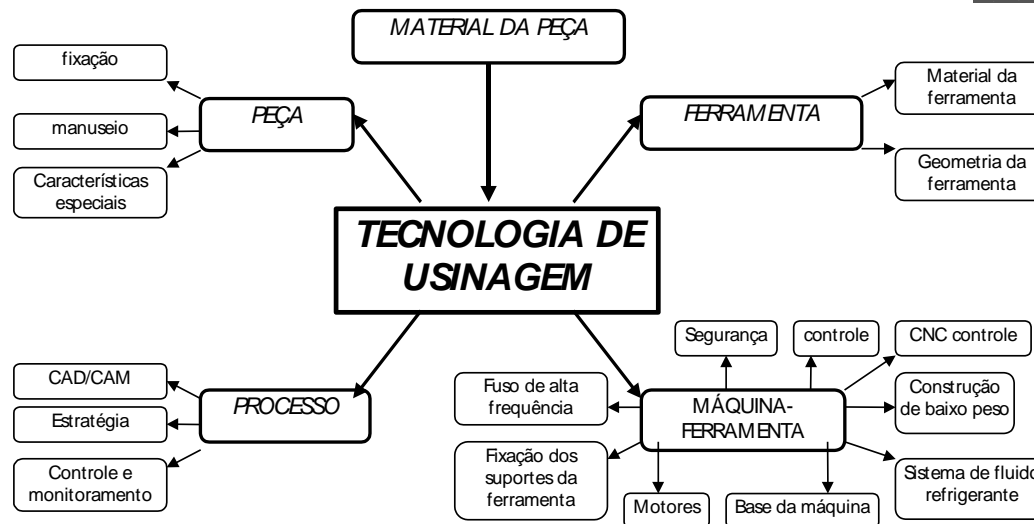 MATERIAL DA PEÇA
fixação
manuseio
Características
especiais
PEÇA
FERRAMENTA
Material da
ferramenta
Geometria da
ferramenta
TECNOLOGIA DE
USINAGEM
CAD/CAM
Estratégia
Controle e
monitoramento
PROCESSO
Segurança
controle
CNC controle
Fuso de alta
frequência
MÁQUINA-
FERRAMENTA
Construção
de baixo peso
Fixação dos
suportes da
ferramenta
Motores
Base da máquina
Sistema de fluido
refrigerante